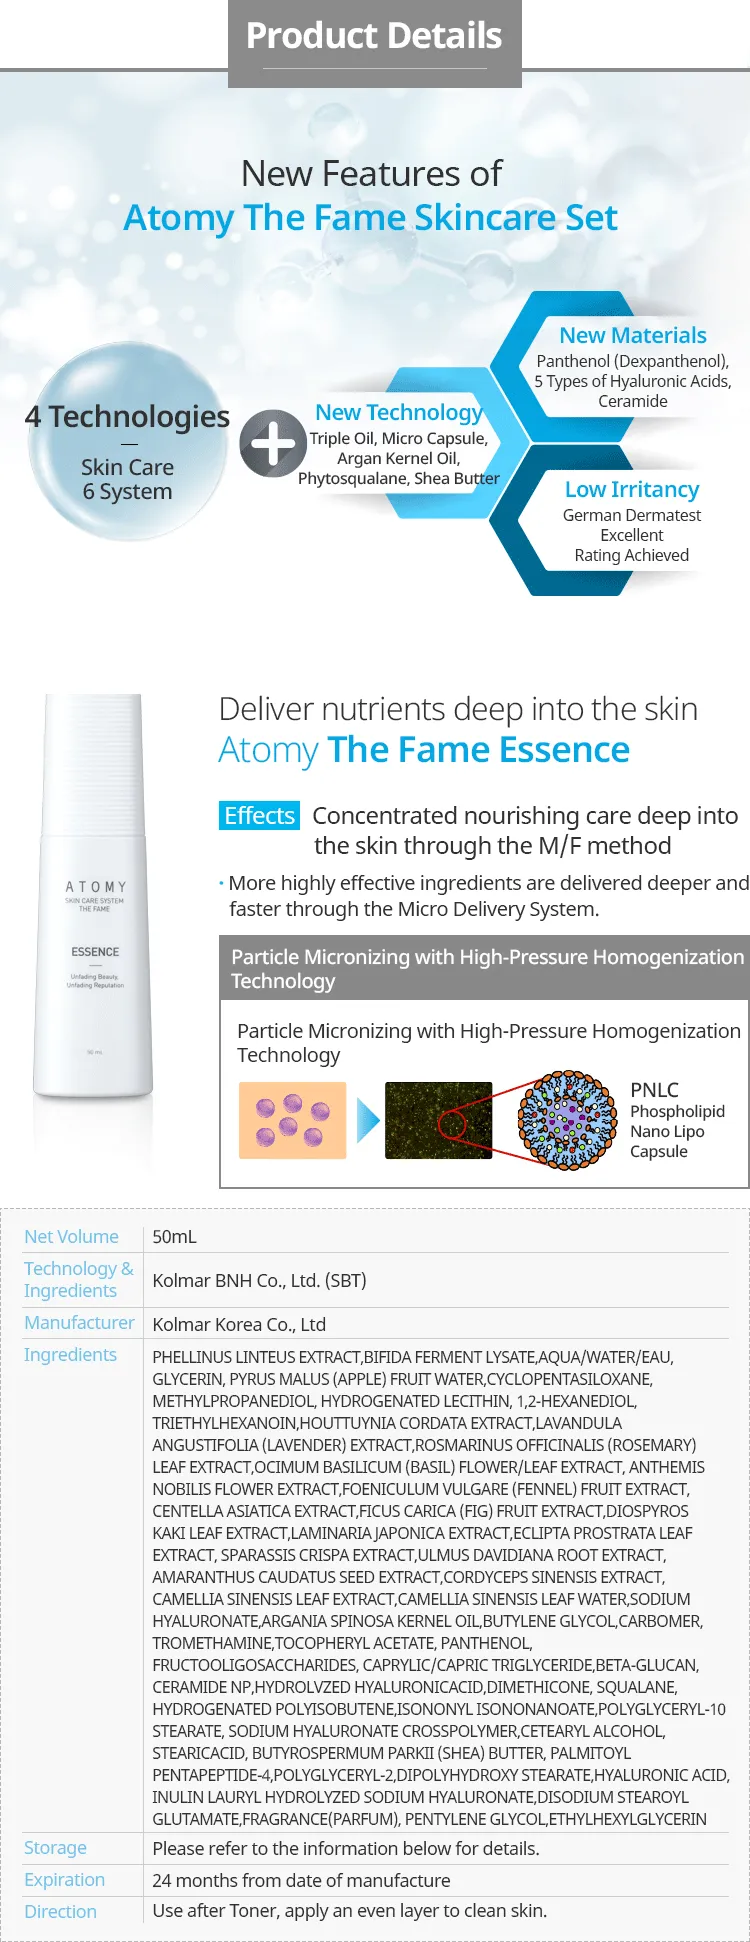 Product Details
New Features of
Atomy The Fame Skincare Set
4 Technologies
Skin Care
6 System
New Technology
Triple Oil, Micro Capsule,
Argan Kernel Oil,
Phytosqualane, Shea Butter
New Materials
Panthenol (Dexpanthenol),
5 Types of Hyaluronic Acids,
Ceramide
Low Irritancy
German Dermatest
Excellent
Rating Achieved
ATOMY
SKIN CARE SYSTEM
THE FAME
ESSENCE
Unfading Beauty,
Unfading Reputation
50 mL
Deliver nutrients deep into the skin
Atomy The Fame Essence
Effects Concentrated nourishing care deep into
the skin through the M/F method
· More highly effective ingredients are delivered deeper and
faster through the Micro Delivery System.
Particle Micronizing with High-Pressure Homogenization
Technology
Particle Micronizing with High-Pressure Homogenization
Technology
PNLC
Phospholipid
Nano Lipo
Capsule
Net Volume 50mL
Technology &
Ingredients
Kolmar BNH Co., Ltd. (SBT)
Manufacturer Kolmar Korea Co., Ltd
Ingredients PHELLINUS LINTEUS EXTRACT,BIFIDA FERMENT LYSATE,AQUA/WATER/EAU,
GLYCERIN, PYRUS MALUS (APPLE) FRUIT WATER,CYCLOPENTASILOXANE,
METHYLPROPANEDIOL, HYDROGENATED LECITHIN, 1,2-HEXANEDIOL,
TRIETHYLHEXANOIN,HOUTTUYNIA CORDATA EXTRACT,LAVANDULA
ANGUSTIFOLIA (LAVENDER) EXTRACT,ROSMARINUS OFFICINALIS (ROSEMARY)
LEAF EXTRACT,OCIMUM BASILICUM (BASIL) FLOWER/LEAF EXTRACT, ANTHEMIS
NOBILIS FLOWER EXTRACT,FOENICULUM VULGARE (FENNEL) FRUIT EXTRACT,
CENTELLA ASIATICA EXTRACT,FICUS CARICA (FIG) FRUIT EXTRACT,DIOSPYROS
KAKI LEAF EXTRACT,LAMINARIA JAPONICA EXTRACT,ECLIPTA PROSTRATA LEAF
EXTRACT, SPARASSIS CRISPA EXTRACT,ULMUS DAVIDIANA ROOT EXTRACT,
AMARANTHUS CAUDATUS SEED EXTRACT,CORDYCEPS SINENSIS EXTRACT,
CAMELLIA SINENSIS LEAF EXTRACT,CAMELLIA SINENSIS LEAF WATER,SODIUM
HYALURONATE,ARGANIA SPINOSA KERNEL OIL,BUTYLENE GLYCOL,CARBOMER,
TROMETHAMINE,TOCOPHERYL ACETATE, PANTHENOL,
FRUCTOOLIGOSACCHARIDES, CAPRYLIC/CAPRIC TRIGLYCERIDE,BETA-GLUCAN,
CERAMIDE NP,HYDROLVZED HYALURONICACID,DIMETHICONE, SQUALANE,
HYDROGENATED POLYISOBUTENE,ISONONYL ISONONANOATE,POLYGLYCERYL-10
STEARATE, SODIUM HYALURONATE CROSSPOLYMER,CETEARYL ALCOHOL,
STEARICACID, BUTYROSPERMUM PARKII (SHEA) BUTTER, PALMITOYL
PENTAPEPTIDE-4,POLYGLYCERYL-2,DIPOLYHYDROXY STEARATE,HYALURONIC ACID,
INULIN LAURYL HYDROLYZED SODIUM HYALURONATE,DISODIUM STEAROYL
GLUTAMATE,FRAGRANCE(PARFUM), PENTYLENE GLYCOL,ETHYLHEXYLGLYCERIN
Storage Please refer to the information below for details.
Expiration 24 months from date of manufacture
Direction Use after Toner, apply an even layer to clean skin.